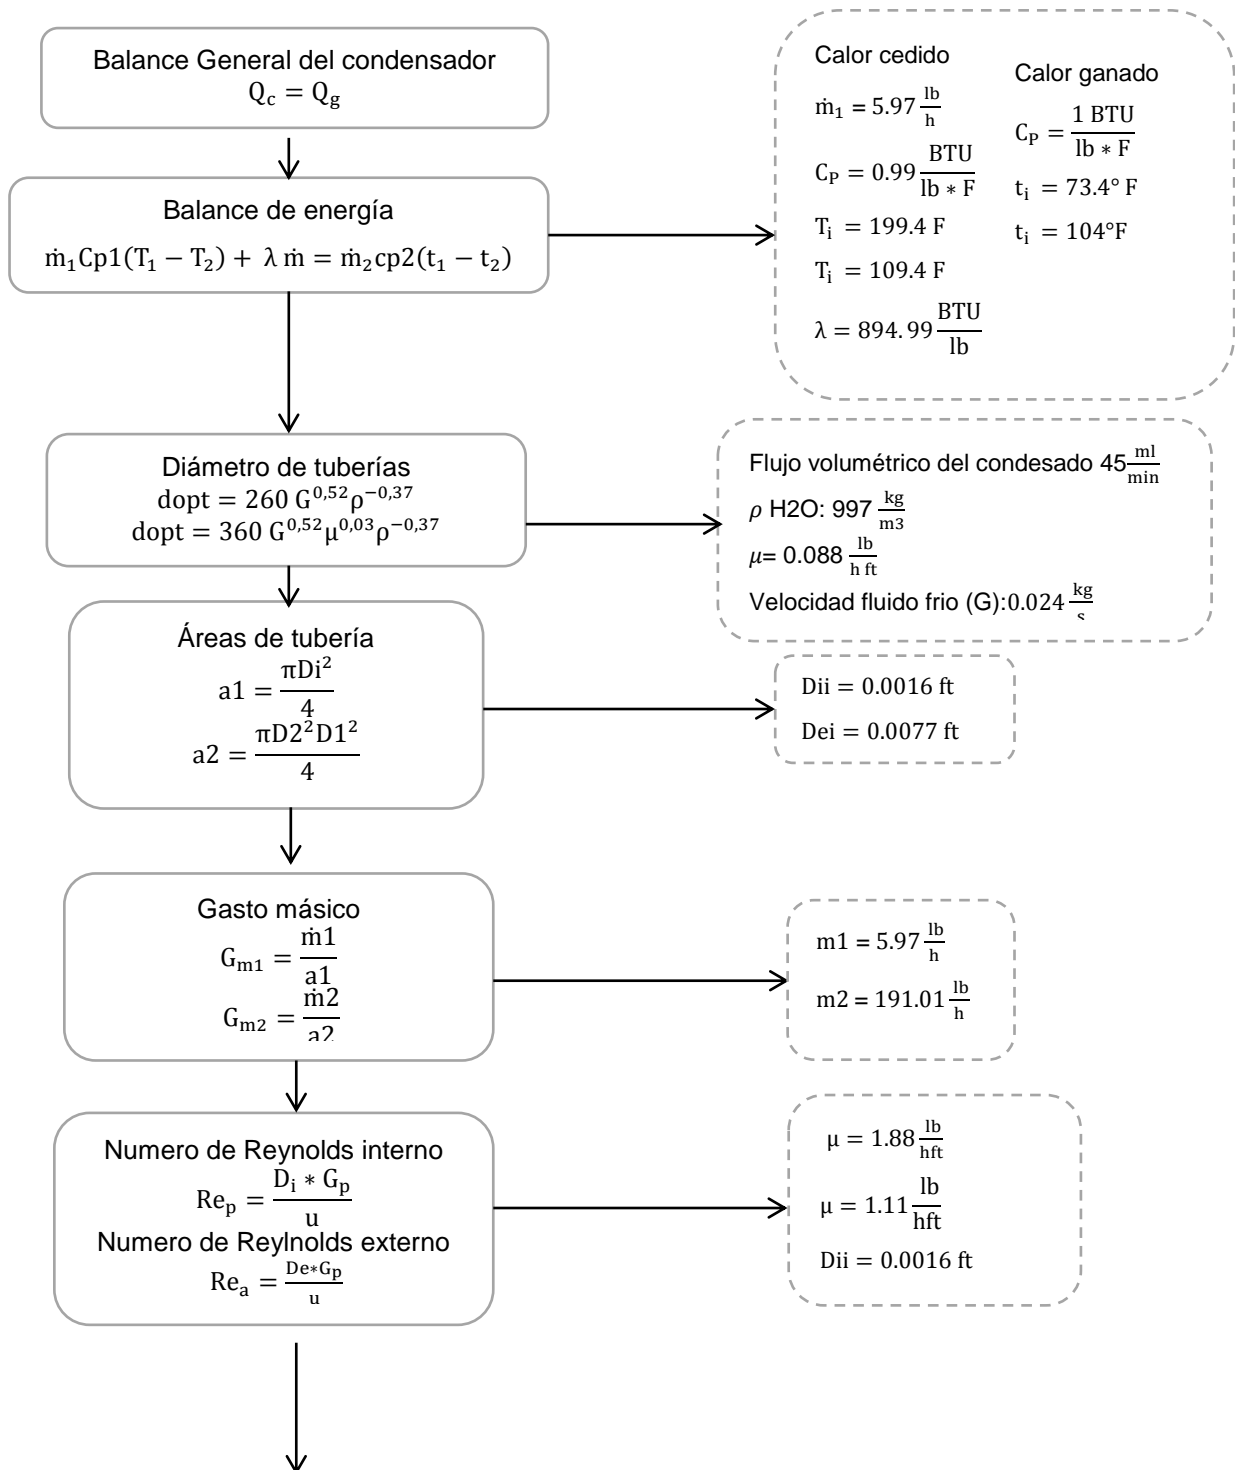 Balance General del condensador
Q_c = Q_g
Balance de energía
ṁ₁Cp1(T₁ − T₂) + λ ṁ = ṁ₂cp2(t₁ − t₂)
Calor cedido
ṁ₁ = 5.97 lb/h
C_P = 0.99 BTU/(lb ∗ F)
T_i = 199.4 F
T_i = 109.4 F
λ = 894.99 BTU/lb
Calor ganado
C_P = 1 BTU/(lb ∗ F)
t_i = 73.4° F
t_i = 104°F
Diámetro de tuberías
dopt = 260 G^0,52 ρ^−0,37
dopt = 360 G^0,52 μ^0,03 ρ^−0,37
Flujo volumétrico del condesado 45 ml/min
ρ H2O: 997 kg/m3
μ= 0.088 lb/(h ft)
Velocidad fluido frio (G):0.024 kg/s
Áreas de tubería
a1 = πDi²/4
a2 = πD2²D1²/4
Dii = 0.0016 ft
Dei = 0.0077 ft
Gasto másico
G_m1 = ṁ1/a1
G_m2 = ṁ2/a2
m1 = 5.97 lb/h
m2 = 191.01 lb/h
Numero de Reynolds interno
Re_p = D_i ∗ G_p/u
Numero de Reylnolds externo
Re_a = De∗G_p/u
μ = 1.88 lb/hft
μ = 1.11 lb/hft
Dii = 0.0016 ft